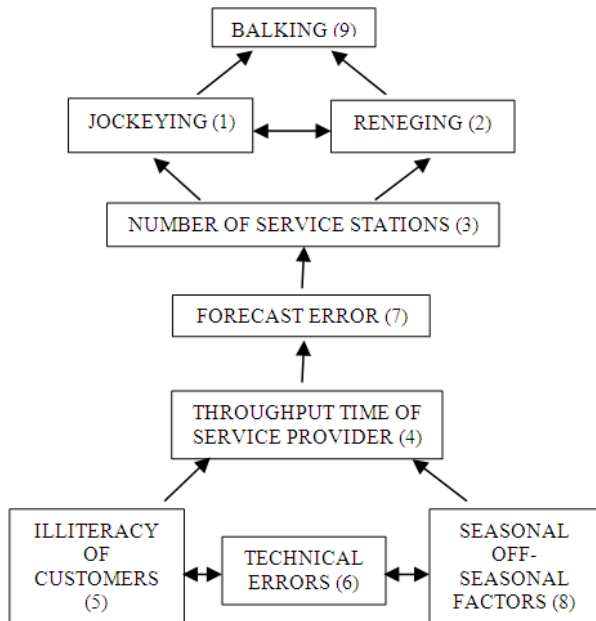 BALKING (9)
JOCKEYING (1)
RENEGING (2)
NUMBER OF SERVICE STATIONS (3)
FORECAST ERROR (7)
THROUGHPUT TIME OF
SERVICE PROVIDER (4)
ILLITERACY
OF
CUSTOMERS
(5)
TECHNICAL
ERRORS (6)
SEASONAL
OFF-
SEASONAL
FACTORS (8)